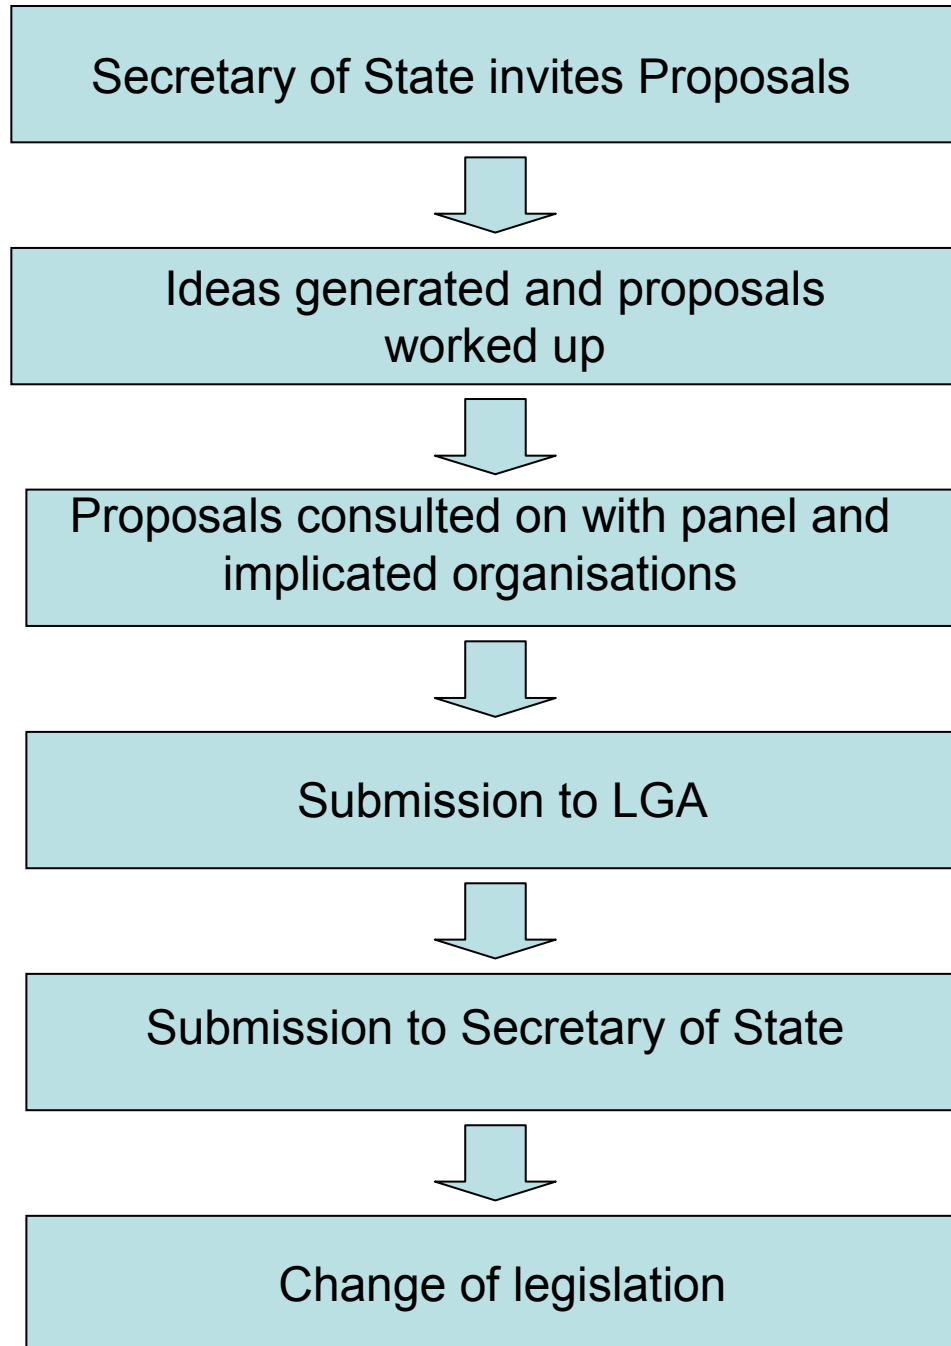 Secretary of State invites Proposals
Ideas generated and proposals
worked up
Proposals consulted on with panel and
implicated organisations
Submission to LGA
Submission to Secretary of State
Change of legislation